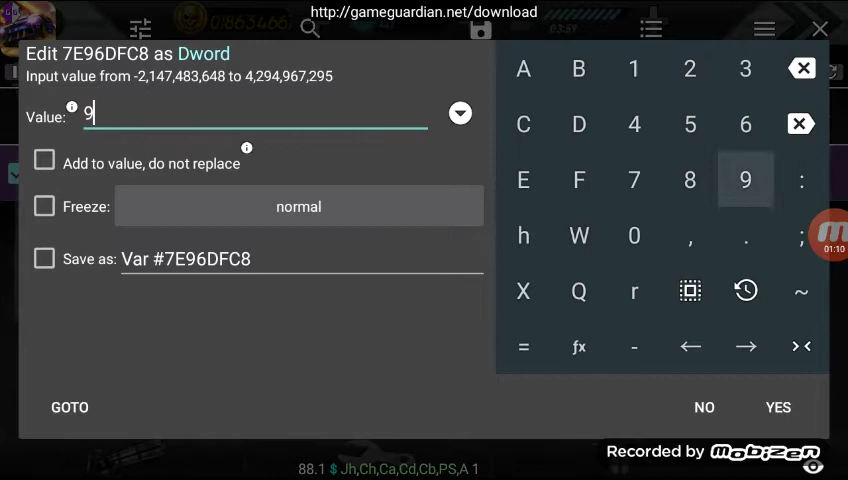 http://gameguardian.net/download
01863466
03:59
Edit 7E96DFC8 as Dword
Input value from -2,147,483,648 to 4,294,967,295
Value: 9
Add to value, do not replace
Freeze: normal
Save as: Var #7E96DFC8
GOTO
NO
YES
A B 1 2 3
C D 4 5 6
E F 7 8 9 :
h W 0 , . ;
X Q r ~
= fx - ← → ><
01:10
88.1 $ Jh,Ch,Ca,Cd,Cb,PS,A 1
Recorded by Mobizen